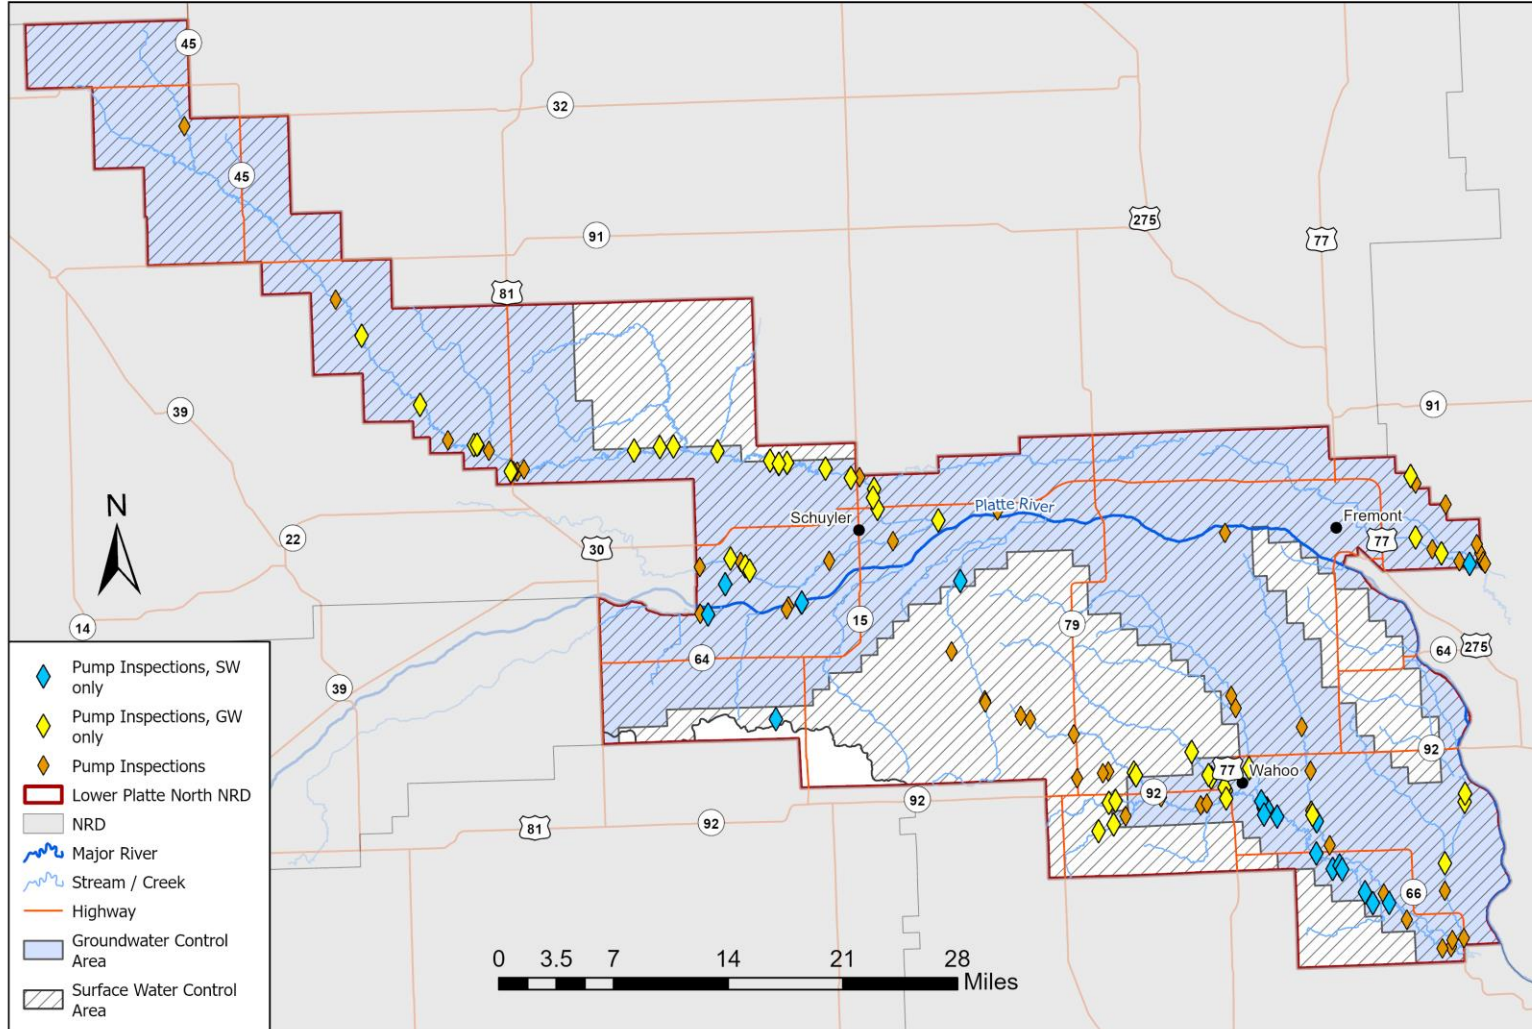 45
32
45
275
91
77
81
91
39
Platte River
Schuyler
Fremont
77
22
30
14
15
79
64
64
275
39
92
77
Wahoo
92
92
92
81
66
N
Pump Inspections, SW
only
Pump Inspections, GW
only
Pump Inspections
Lower Platte North NRD
NRD
Major River
Stream / Creek
Highway
Groundwater Control
Area
Surface Water Control
Area
0 3.5 7 14 21 28
Miles